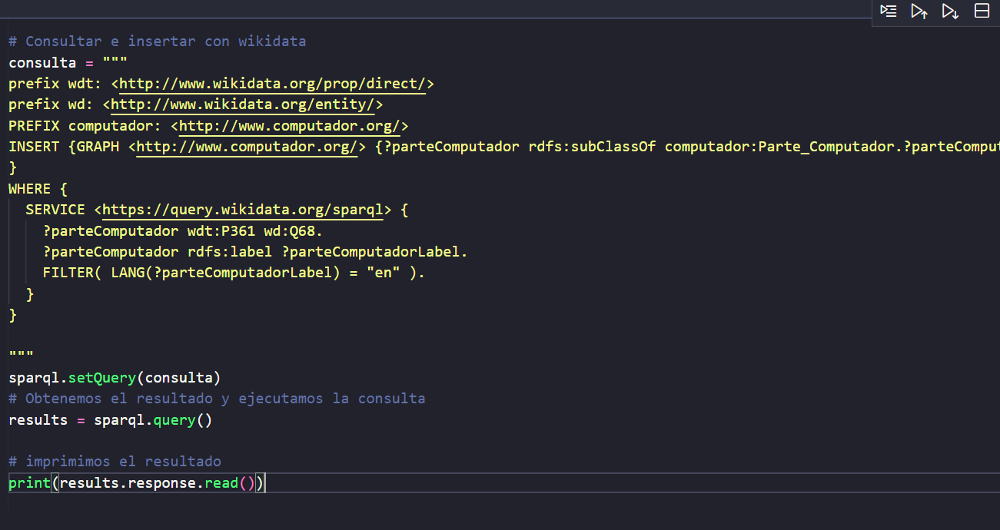 # Consultar e insertar con wikidata
consulta = """
prefix wdt: <http://www.wikidata.org/prop/direct/>
prefix wd: <http://www.wikidata.org/entity/>
PREFIX computador: <http://www.computador.org/>
INSERT {GRAPH <http://www.computador.org/> {?parteComputador rdfs:subClassOf computador:Parte_Computador.?parteComput
}
WHERE {
SERVICE <https://query.wikidata.org/sparql> {
?parteComputador wdt:P361 wd:Q68.
?parteComputador rdfs:label ?parteComputadorLabel.
FILTER( LANG(?parteComputadorLabel) = "en" ).
}
}
"""
sparql.setQuery(consulta)
# Obtenemos el resultado y ejecutamos la consulta
results = sparql.query()
# imprimimos el resultado
print(results.response.read())